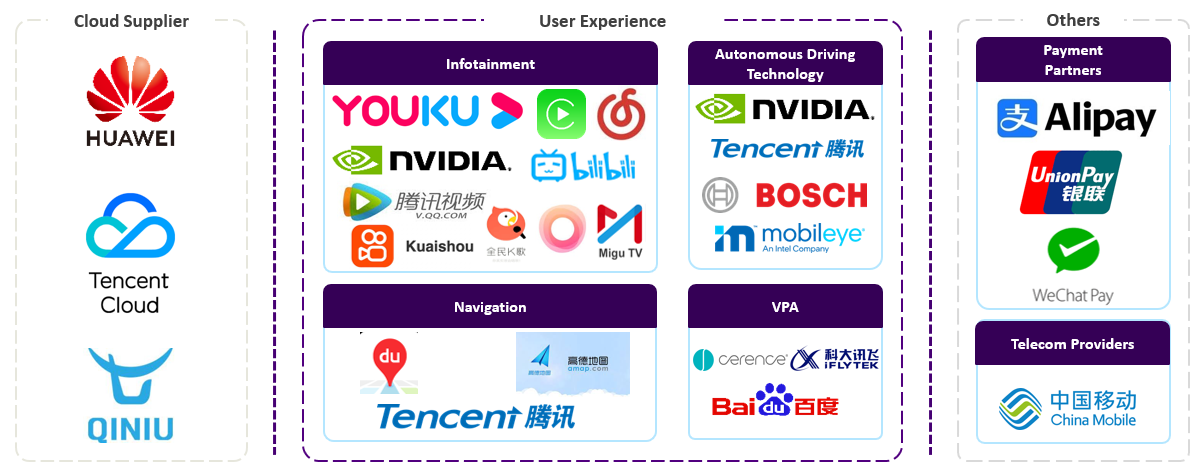 Cloud Supplier
HUAWEI
Tencent
Cloud
QINIU
User Experience
Infotainment
YOUKU
NVIDIA.
bilibili
腾讯视频
V.QQ.COM
Kuaishou
全民K歌
Migu TV
Autonomous Driving
Technology
NVIDIA.
Tencent 腾讯
BOSCH
mobileye
An Intel Company
Navigation
du
高德地图
高德地圖
amap.com
Tencent 腾讯
VPA
cerence
科大讯飞
iFLYTEK
Bai du 百度
Others
Payment
Partners
支 Alipay
UnionPay
银联
WeChat Pay
Telecom Providers
中国移动
China Mobile